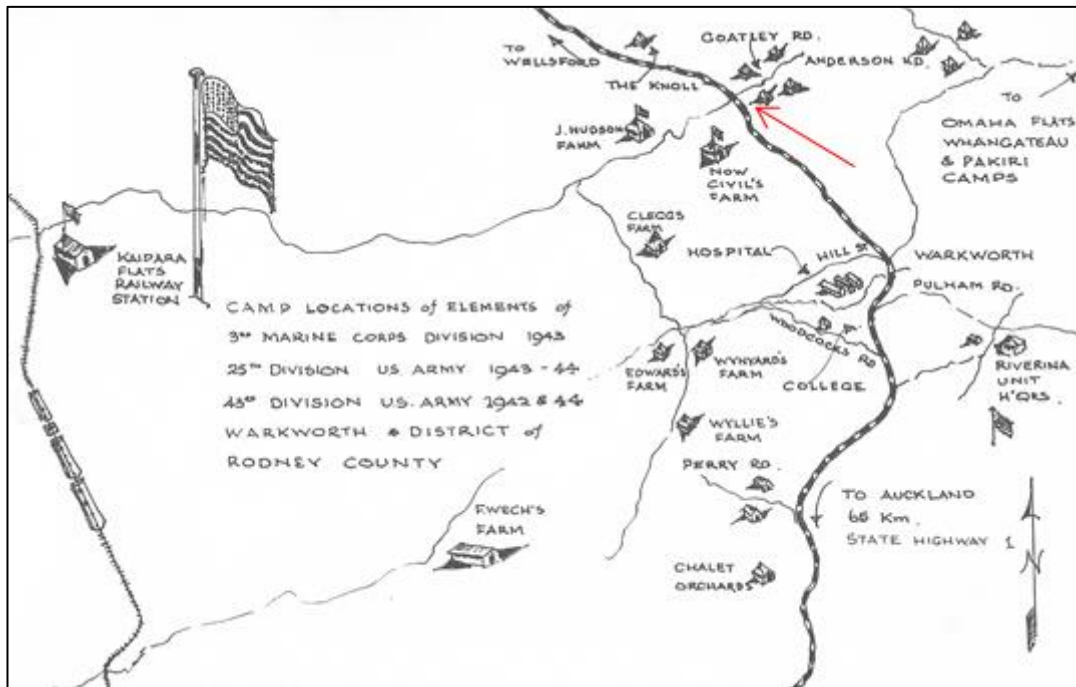 TO
WELLSFORD
THE KNOLL
GOATLEY RD.
ANDERSON RD.
TO
OMAHA FLATS
WHANGATEAU
& PAKIRI
CAMPS
J. HUDSON
FARM
NOW
CIVIL'S
FARM
CLEGGS
FARM
HOSPITAL
HILL ST
WARKWORTH
PULHAM RD.
KAIPARA
FLATS
RAILWAY
STATION
CAMP LOCATIONS of ELEMENTS of
3RD MARINE CORPS DIVISION 1943
25TH DIVISION U.S. ARMY 1943-44
43RD DIVISION U.S. ARMY 1942 & 44
WARKWORTH & DISTRICT of
RODNEY COUNTY
WOODCOCKS RD
EDWARD'S
FARM
WYNYARD'S
FARM
COLLEGE
RIVERINA
UNIT
H'QRS.
WYLLIE'S
FARM
PERRY RD.
TO AUCKLAND
65 Km.
STATE HIGHWAY 1
F.WECH'S
FARM
CHALET
ORCHARDS
N